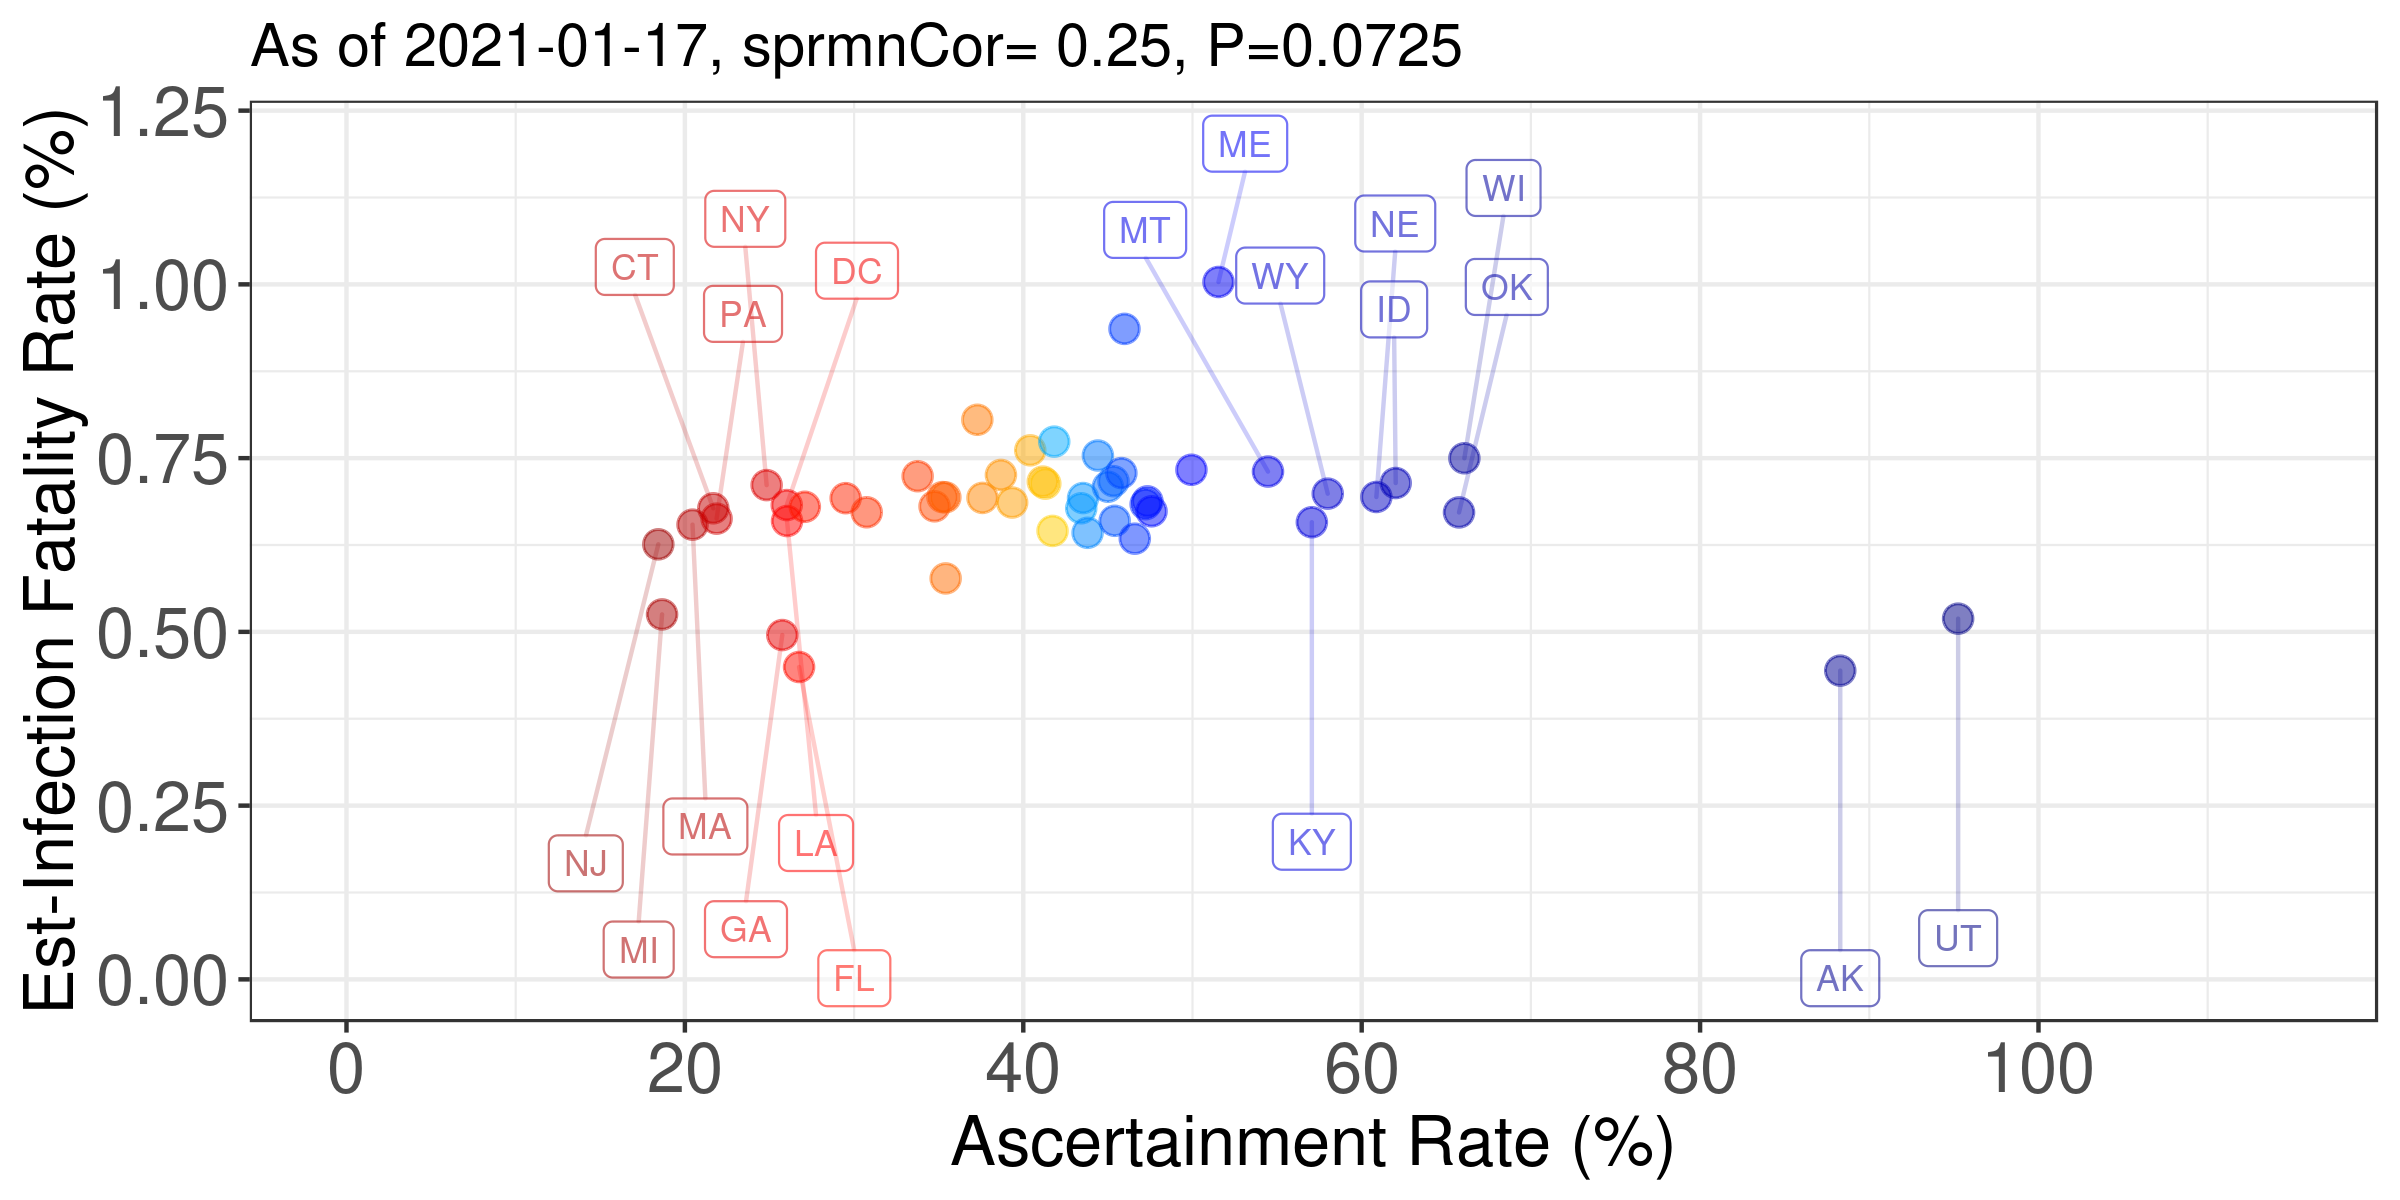 As of 2021-01-17, sprmnCor= 0.25, P=0.0725
Est-Infection Fatality Rate (%)
1.25
1.00
0.75
0.50
0.25
0.00
ME
WI
NY
NE
MT
CT
DC
WY
OK
PA
ID
MA
LA
KY
NJ
GA
UT
MI
FL
AK
0 20 40 60 80 100
Ascertainment Rate (%)